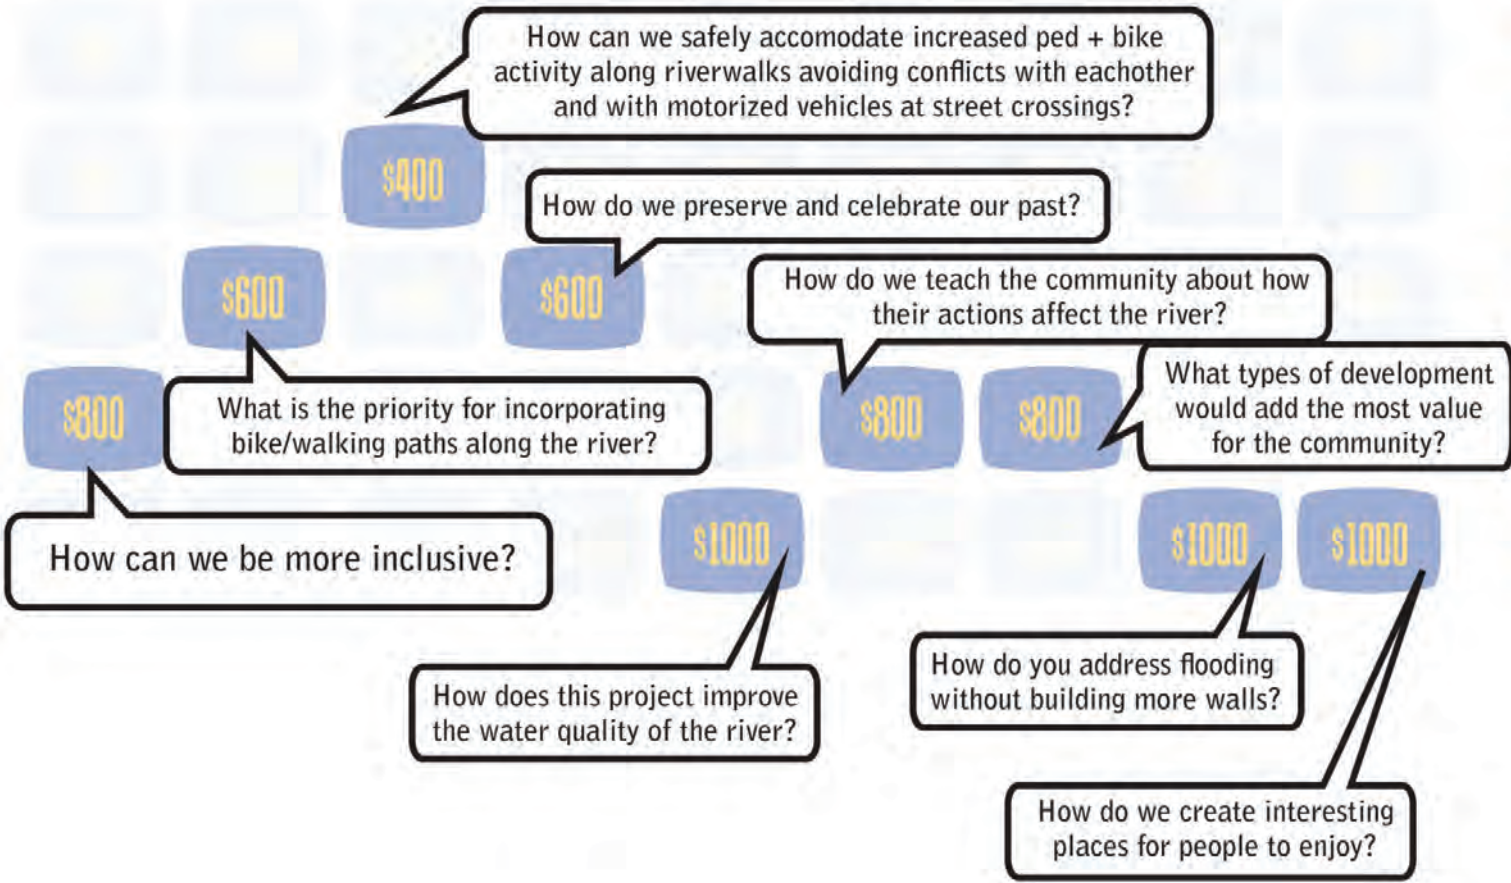 How can we safely accomodate increased ped + bike
activity along riverwalks avoiding conflicts with eachother
and with motorized vehicles at street crossings?
$400
How do we preserve and celebrate our past?
$600
$600
How do we teach the community about how
their actions affect the river?
What is the priority for incorporating
bike/walking paths along the river?
$800
$800
$800
What types of development
would add the most value
for the community?
How can we be more inclusive?
$1000
$1000
$1000
How does this project improve
the water quality of the river?
How do you address flooding
without building more walls?
How do we create interesting
places for people to enjoy?